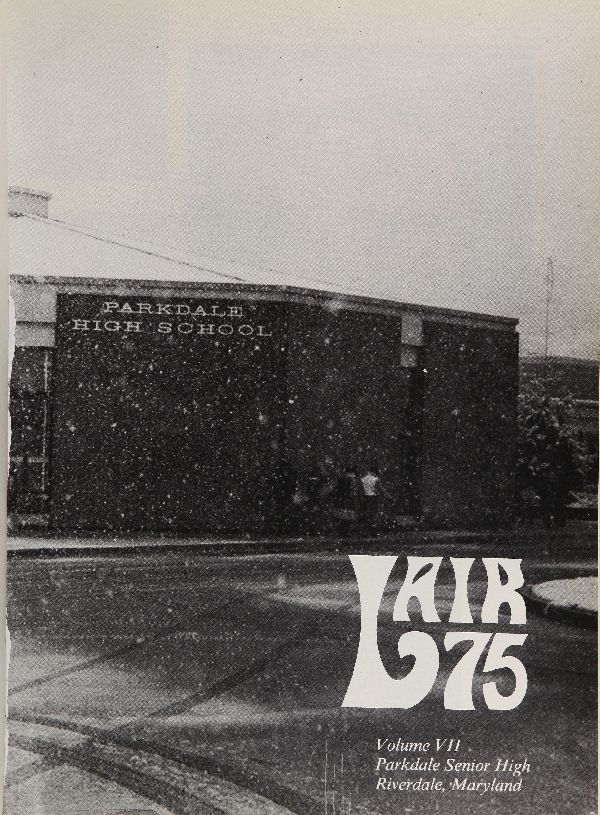 PARKDALE
HIGH SCHOOL
LAIR
75
Volume VII
Parkdale Senior High
Riverdale, Maryland